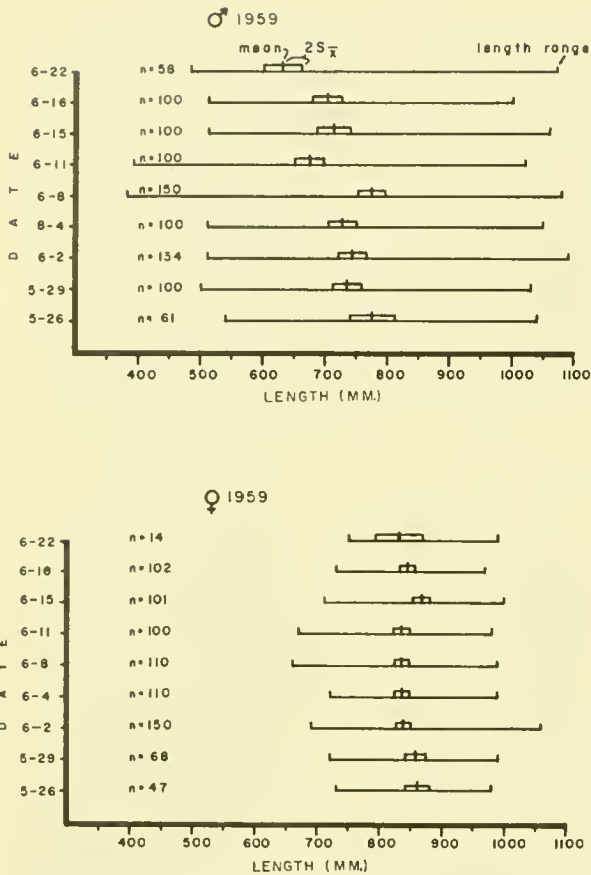 ♂ 1959
mean 2S x̄ length range
6-22 n=58
6-16 n=100
6-15 n=100
6-11 n=100
6-8 n=150
8-4 n=100
6-2 n=134
5-29 n=100
5-26 n= 61
DATE
400 500 600 700 800 900 1000 1100
LENGTH (MM.)
♀ 1959
6-22 n=14
6-16 n=102
6-15 n=101
6-11 n=100
6-8 n=110
6-4 n=110
6-2 n=150
5-29 n=68
5-26 n=47
DATE
400 500 600 700 800 900 1000 1100
LENGTH (MM.)